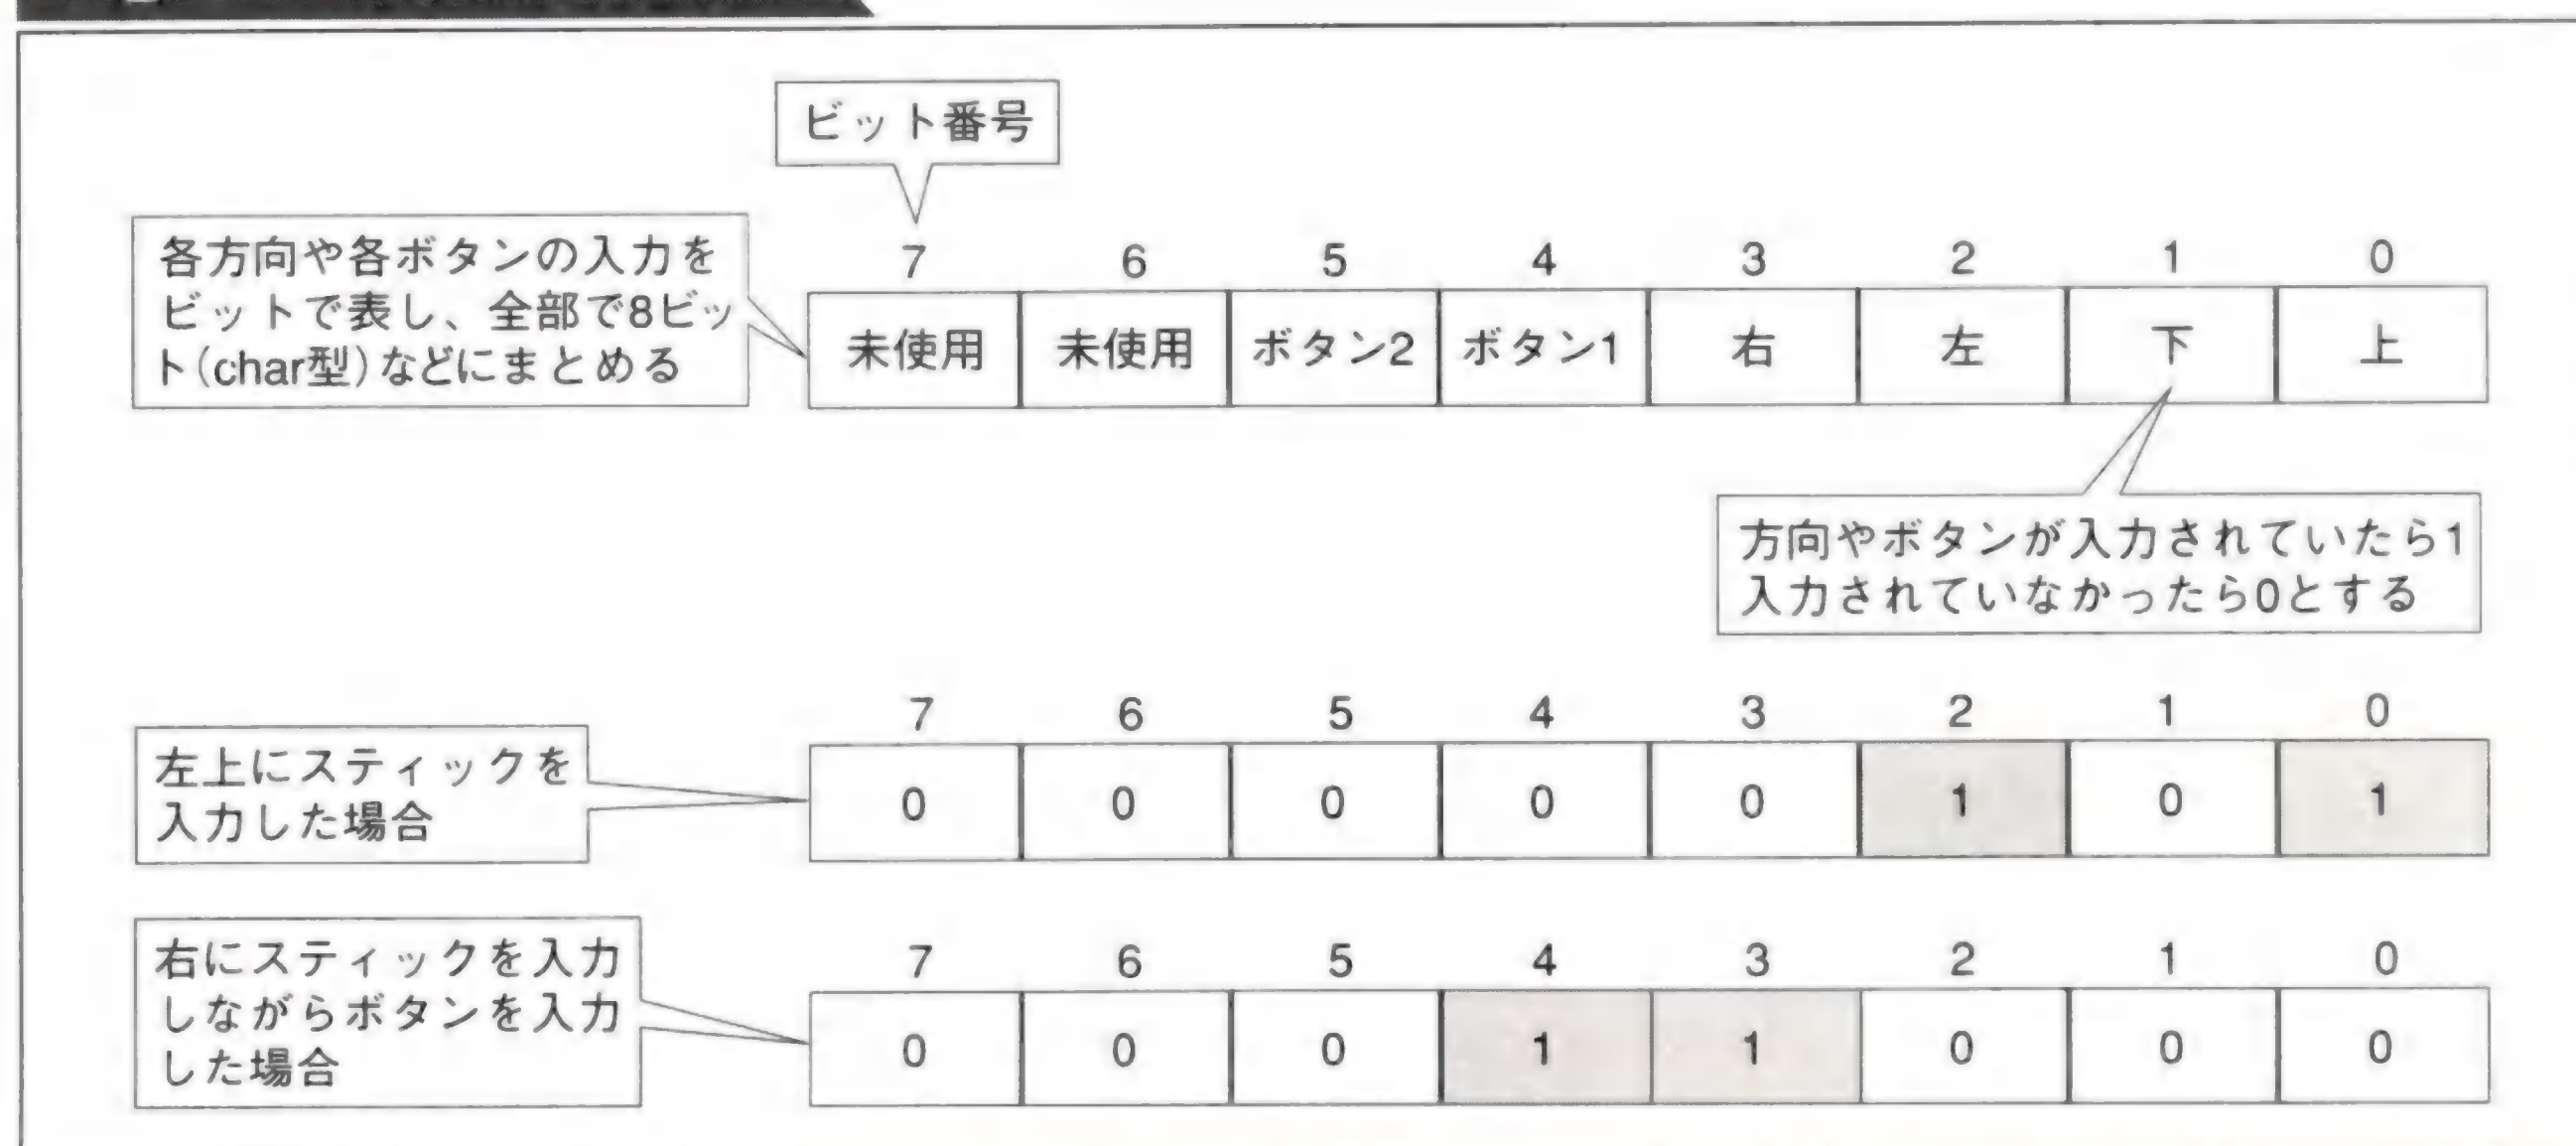 ビット番号
各方向や各ボタンの入力を
ビットで表し、全部で8ビッ
ト(char型)などにまとめる
7 6 5 4 3 2 1 0
未使用 未使用 ボタン2 ボタン1 右 左 下 上
方向やボタンが入力されていたら1
入力されていなかったら0とする
左上にスティックを
入力した場合
7 6 5 4 3 2 1 0
0 0 0 0 0 1 0 1
右にスティックを入力
しながらボタンを入力
した場合
7 6 5 4 3 2 1 0
0 0 0 1 1 0 0 0